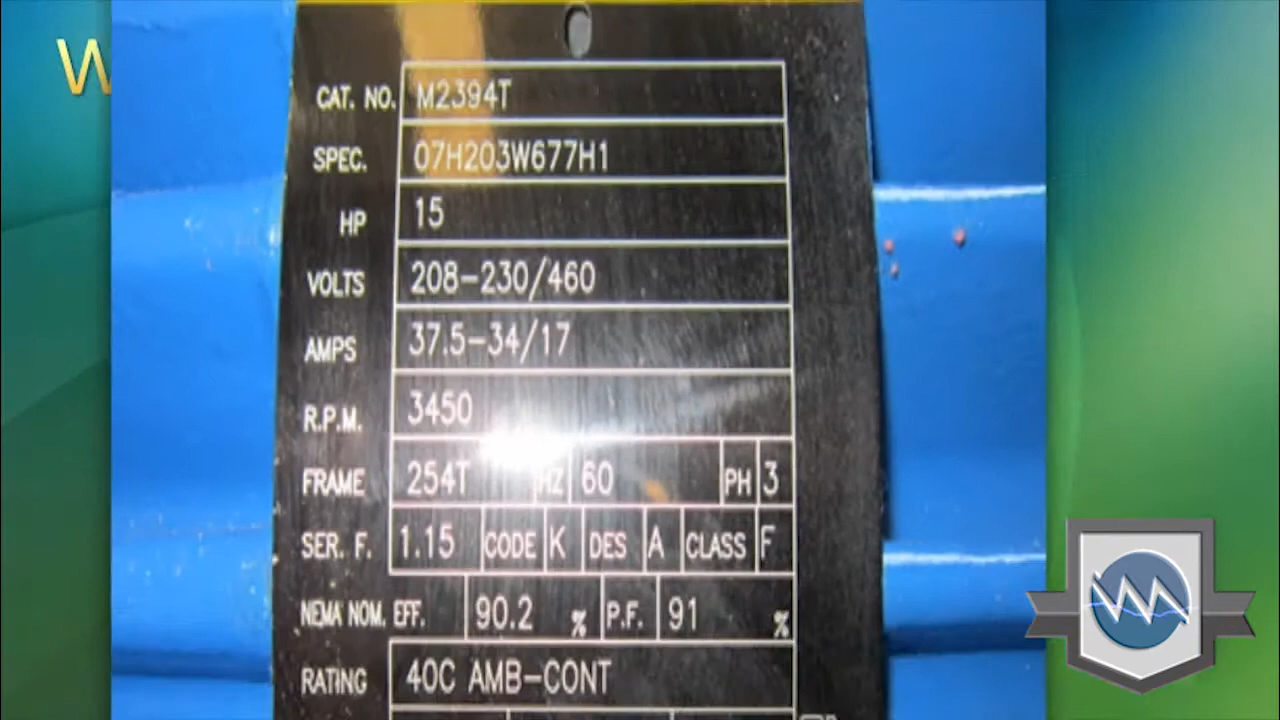 W
CAT. NO. M2394T
SPEC. 07H203W677H1
HP 15
VOLTS 208-230/460
AMPS 37.5-34/17
R.P.M. 3450
FRAME 254T HZ 60 PH 3
SER. F. 1.15 CODE K DES A CLASS F
NEMA NOM. EFF. 90.2 % P.F. 91 %
RATING 40C AMB-CONT